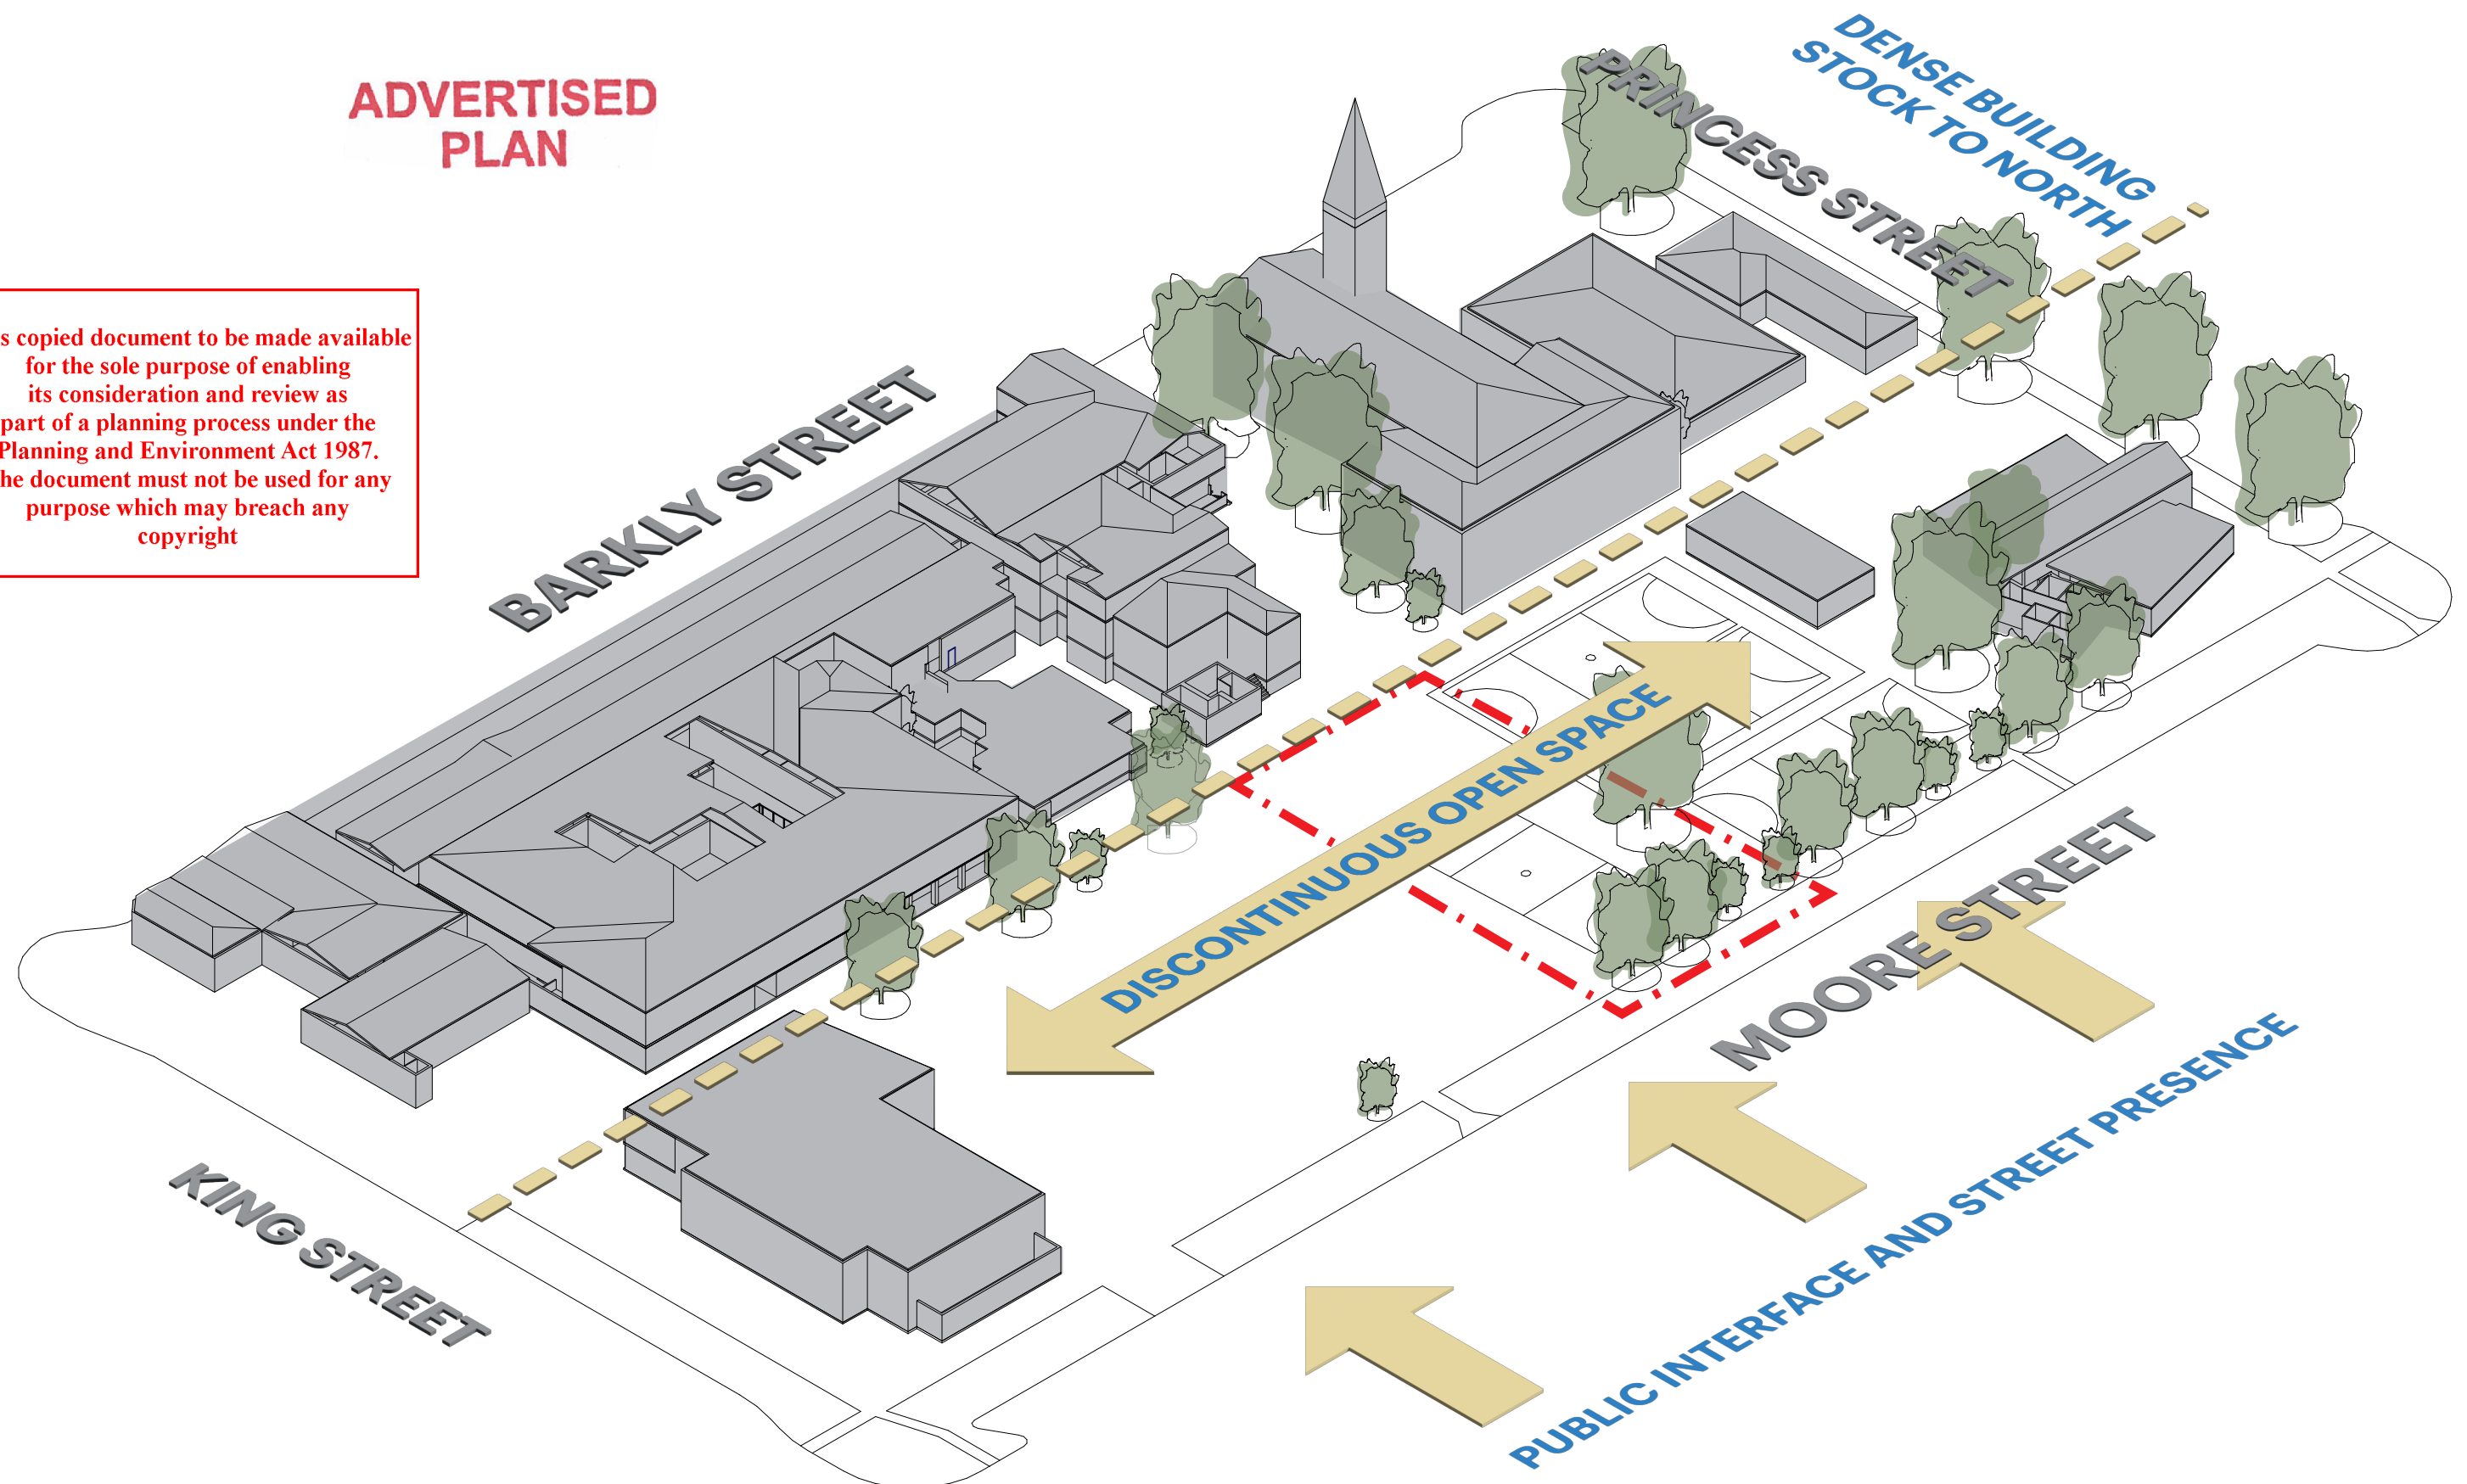 ADVERTISED
PLAN
s copied document to be made available
for the sole purpose of enabling
its consideration and review as
part of a planning process under the
Planning and Environment Act 1987.
he document must not be used for any
purpose which may breach any
copyright
DENSE BUILDING
STOCK TO NORTH
PRINCESS STREET
BARKLY STREET
DISCONTINUOUS OPEN SPACE
MOORE STREET
KING STREET
PUBLIC INTERFACE AND STREET PRESENCE